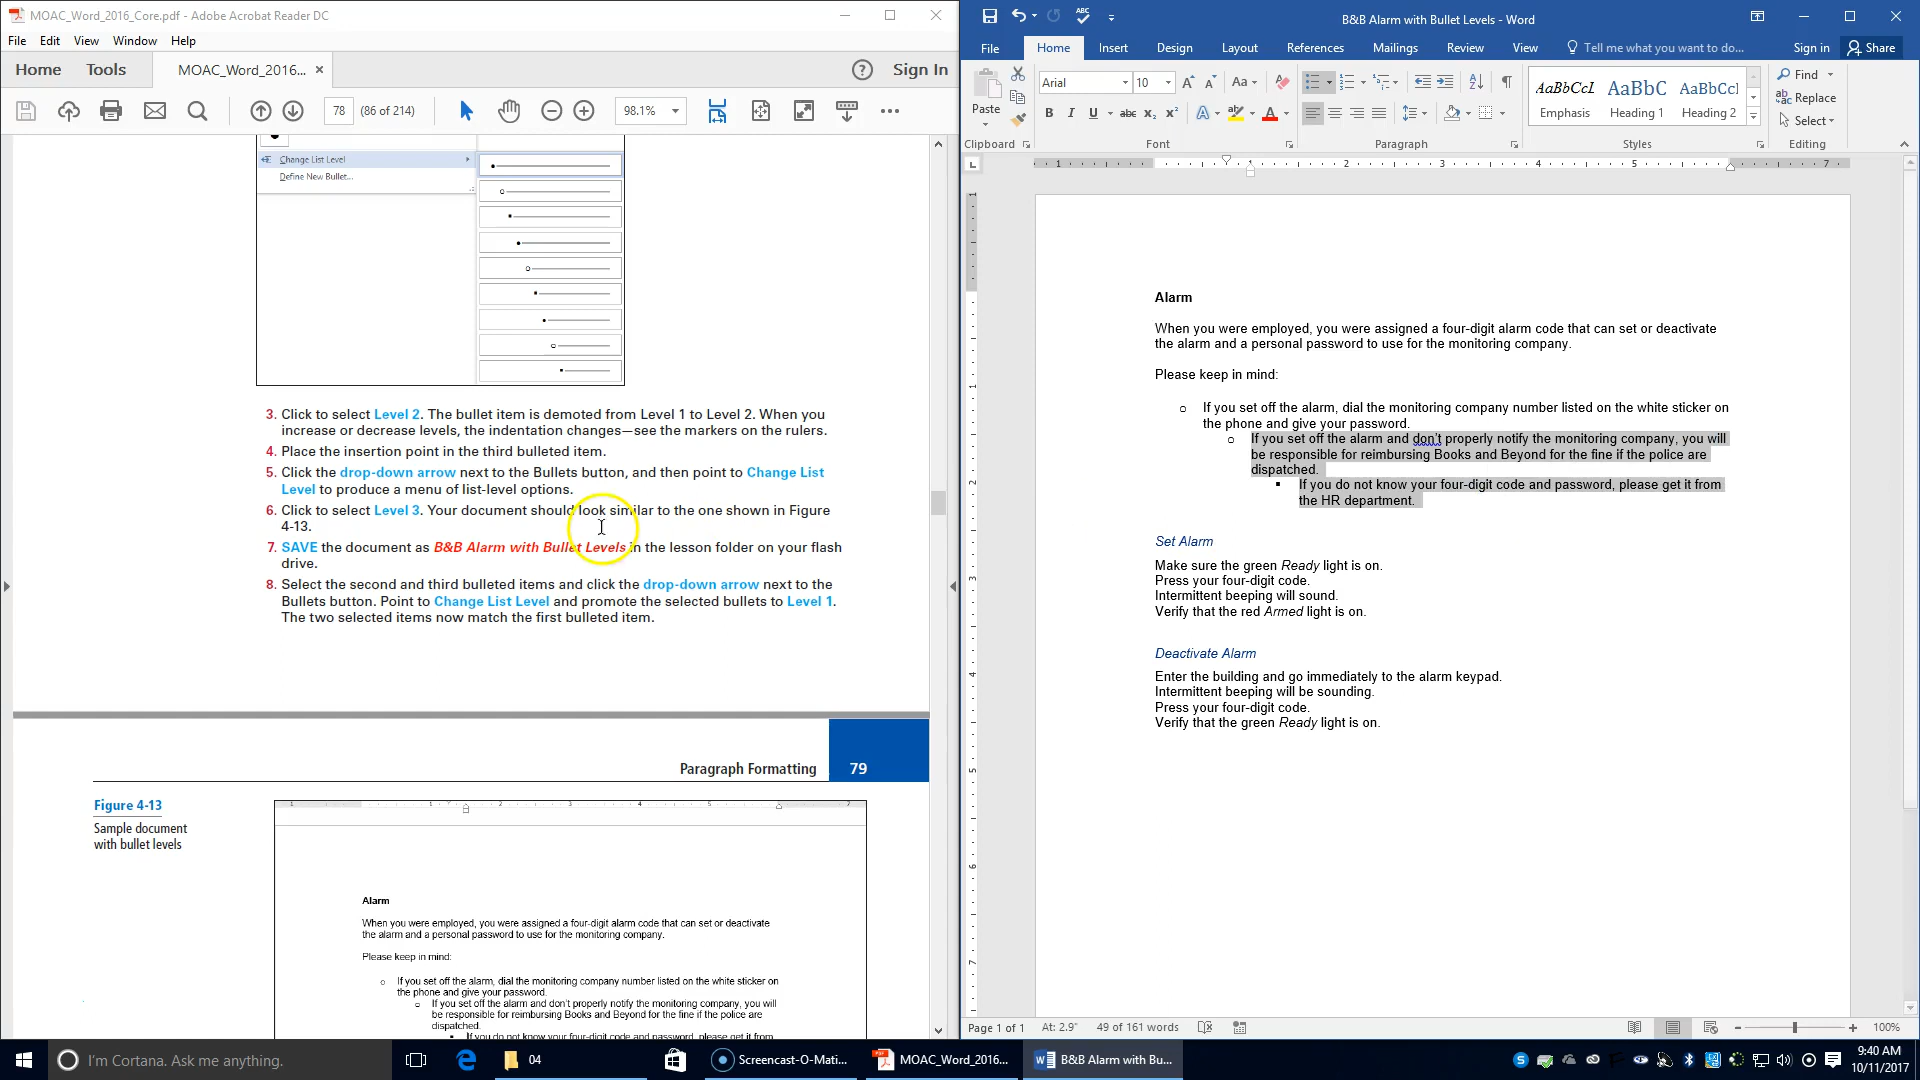 MOAC_Word_2016_Core.pdf - Adobe Acrobat Reader DC
File Edit View Window Help
Home Tools MOAC_Word_2016... × Sign In
78 (86 of 214) 98.1%
Change List Level
Define New Bullet...
3. Click to select Level 2. The bullet item is demoted from Level 1 to Level 2. When you
increase or decrease levels, the indentation changes—see the markers on the rulers.
4. Place the insertion point in the third bulleted item.
5. Click the drop-down arrow next to the Bullets button, and then point to Change List
Level to produce a menu of list-level options.
6. Click to select Level 3. Your document should look similar to the one shown in Figure
4-13.
7. SAVE the document as B&B Alarm with Bullet Levels in the lesson folder on your flash
drive.
8. Select the second and third bulleted items and click the drop-down arrow next to the
Bullets button. Point to Change List Level and promote the selected bullets to Level 1.
The two selected items now match the first bulleted item.
Paragraph Formatting 79
Figure 4-13
Sample document
with bullet levels
Alarm
When you were employed, you were assigned a four-digit alarm code that can set or deactivate
the alarm and a personal password to use for the monitoring company.
Please keep in mind:
o If you set off the alarm, dial the monitoring company number listed on the white sticker on
the phone and give your password.
o If you set off the alarm and don't properly notify the monitoring company, you will
be responsible for reimbursing Books and Beyond for the fine if the police are
dispatched.
▪ If you do not know your four-digit code and password, please get it from
B&B Alarm with Bullet Levels - Word
File Home Insert Design Layout References Mailings Review View Tell me what you want to do... Sign in Share
Paste
Arial 10
AaBbCcI AaBbC AaBbCcI
Emphasis Heading 1 Heading 2
Find
Replace
Select
Clipboard Font Paragraph Styles Editing
Alarm
When you were employed, you were assigned a four-digit alarm code that can set or deactivate
the alarm and a personal password to use for the monitoring company.
Please keep in mind:
o If you set off the alarm, dial the monitoring company number listed on the white sticker on
the phone and give your password.
o If you set off the alarm and don't properly notify the monitoring company, you will
be responsible for reimbursing Books and Beyond for the fine if the police are
dispatched.
▪ If you do not know your four-digit code and password, please get it from
the HR department.
Set Alarm
Make sure the green Ready light is on.
Press your four-digit code.
Intermittent beeping will sound.
Verify that the red Armed light is on.
Deactivate Alarm
Enter the building and go immediately to the alarm keypad.
Intermittent beeping will be sounding.
Press your four-digit code.
Verify that the green Ready light is on.
Page 1 of 1 At: 2.9" 49 of 161 words 100%
I'm Cortana. Ask me anything. 04 Screencast-O-Mati... MOAC_Word_2016... B&B Alarm with Bu...
9:40 AM
10/11/2017